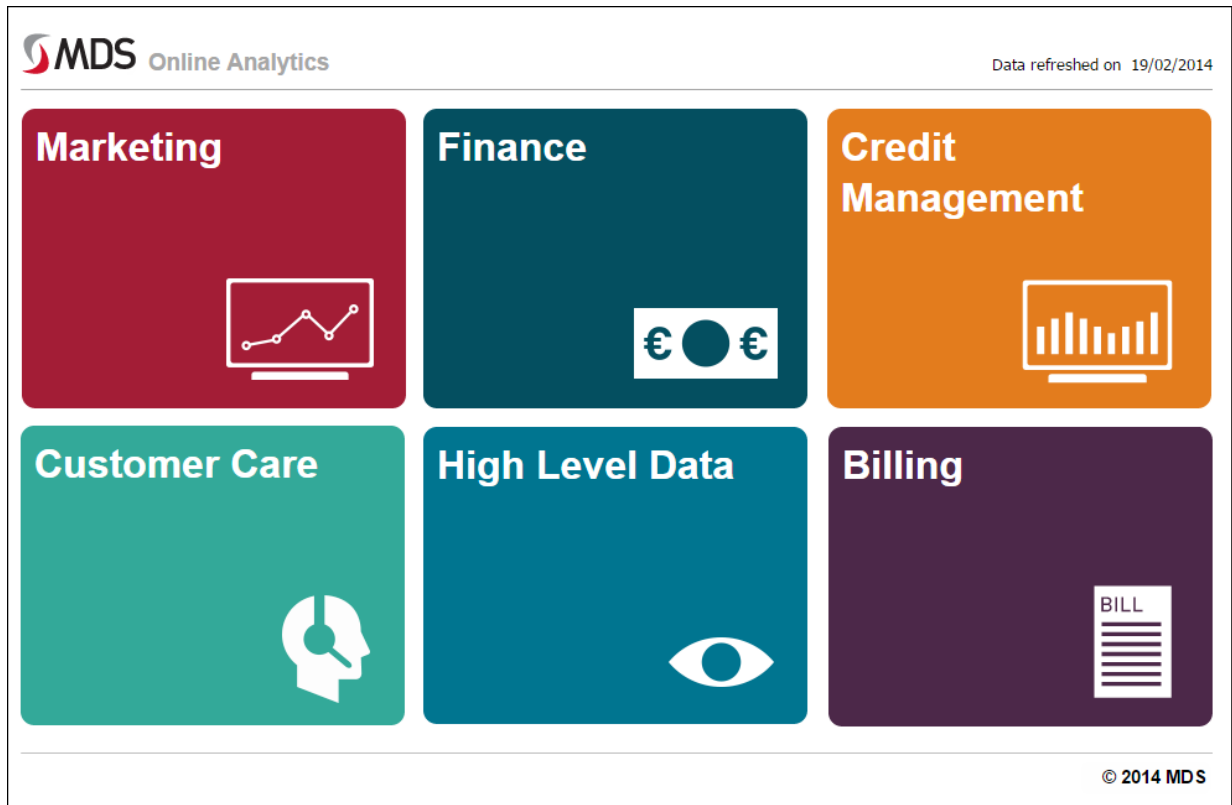 MDS Online Analytics
Data refreshed on 19/02/2014
Marketing
Finance
Credit
Management
€ €
Customer Care
High Level Data
Billing
BILL
© 2014 MDS